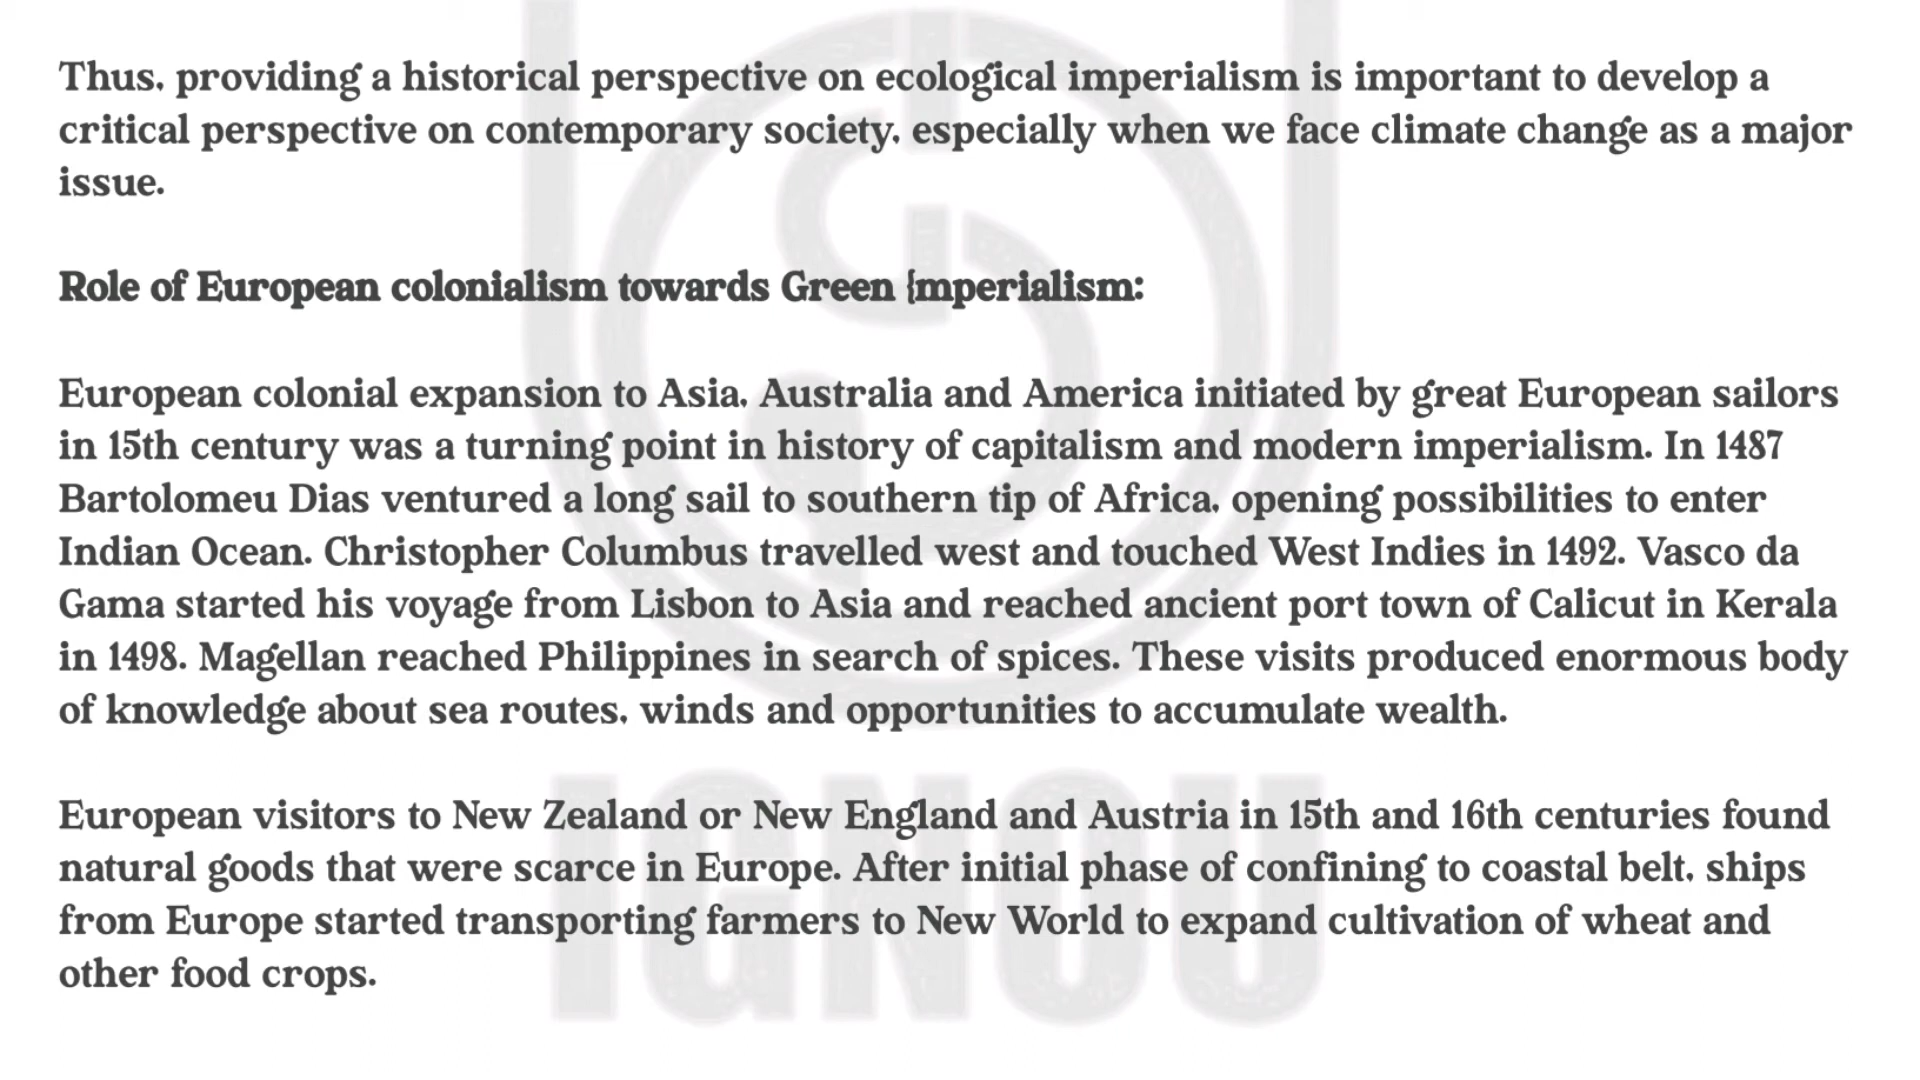 Thus, providing a historical perspective on ecological imperialism is important to develop a
critical perspective on contemporary society, especially when we face climate change as a major
issue.
Role of European colonialism towards Green Imperialism:
European colonial expansion to Asia, Australia and America initiated by great European sailors
in 15th century was a turning point in history of capitalism and modern imperialism. In 1487
Bartolomeu Dias ventured a long sail to southern tip of Africa, opening possibilities to enter
Indian Ocean. Christopher Columbus travelled west and touched West Indies in 1492. Vasco da
Gama started his voyage from Lisbon to Asia and reached ancient port town of Calicut in Kerala
in 1498. Magellan reached Philippines in search of spices. These visits produced enormous body
of knowledge about sea routes, winds and opportunities to accumulate wealth.
European visitors to New Zealand or New England and Austria in 15th and 16th centuries found
natural goods that were scarce in Europe. After initial phase of confining to coastal belt, ships
from Europe started transporting farmers to New World to expand cultivation of wheat and
other food crops.
IGNOU